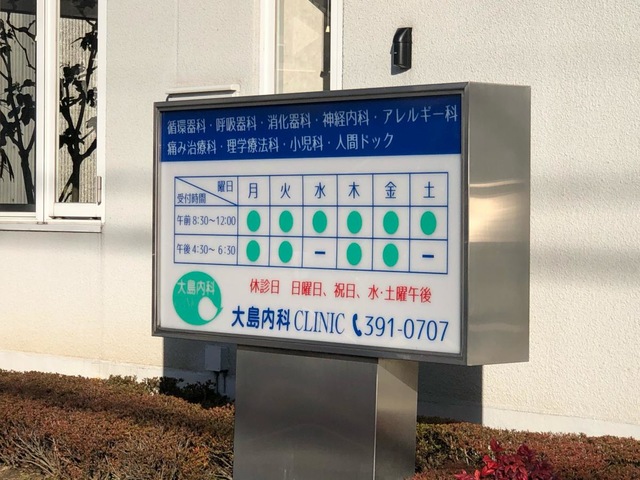 循環器科・呼吸器科・消化器科・神経内科・アレルギー科
痛み治療科・理学療法科・小児科・人間ドック
受付時間 曜日 月 火 水 木 金 土
午前 8:30～12:00 ● ● ● ● ● ●
午後 4:30～ 6:30 ● ● － ● ● －
休診日 日曜日、祝日、水・土曜午後
大島内科
大島内科 CLINIC 391-0707